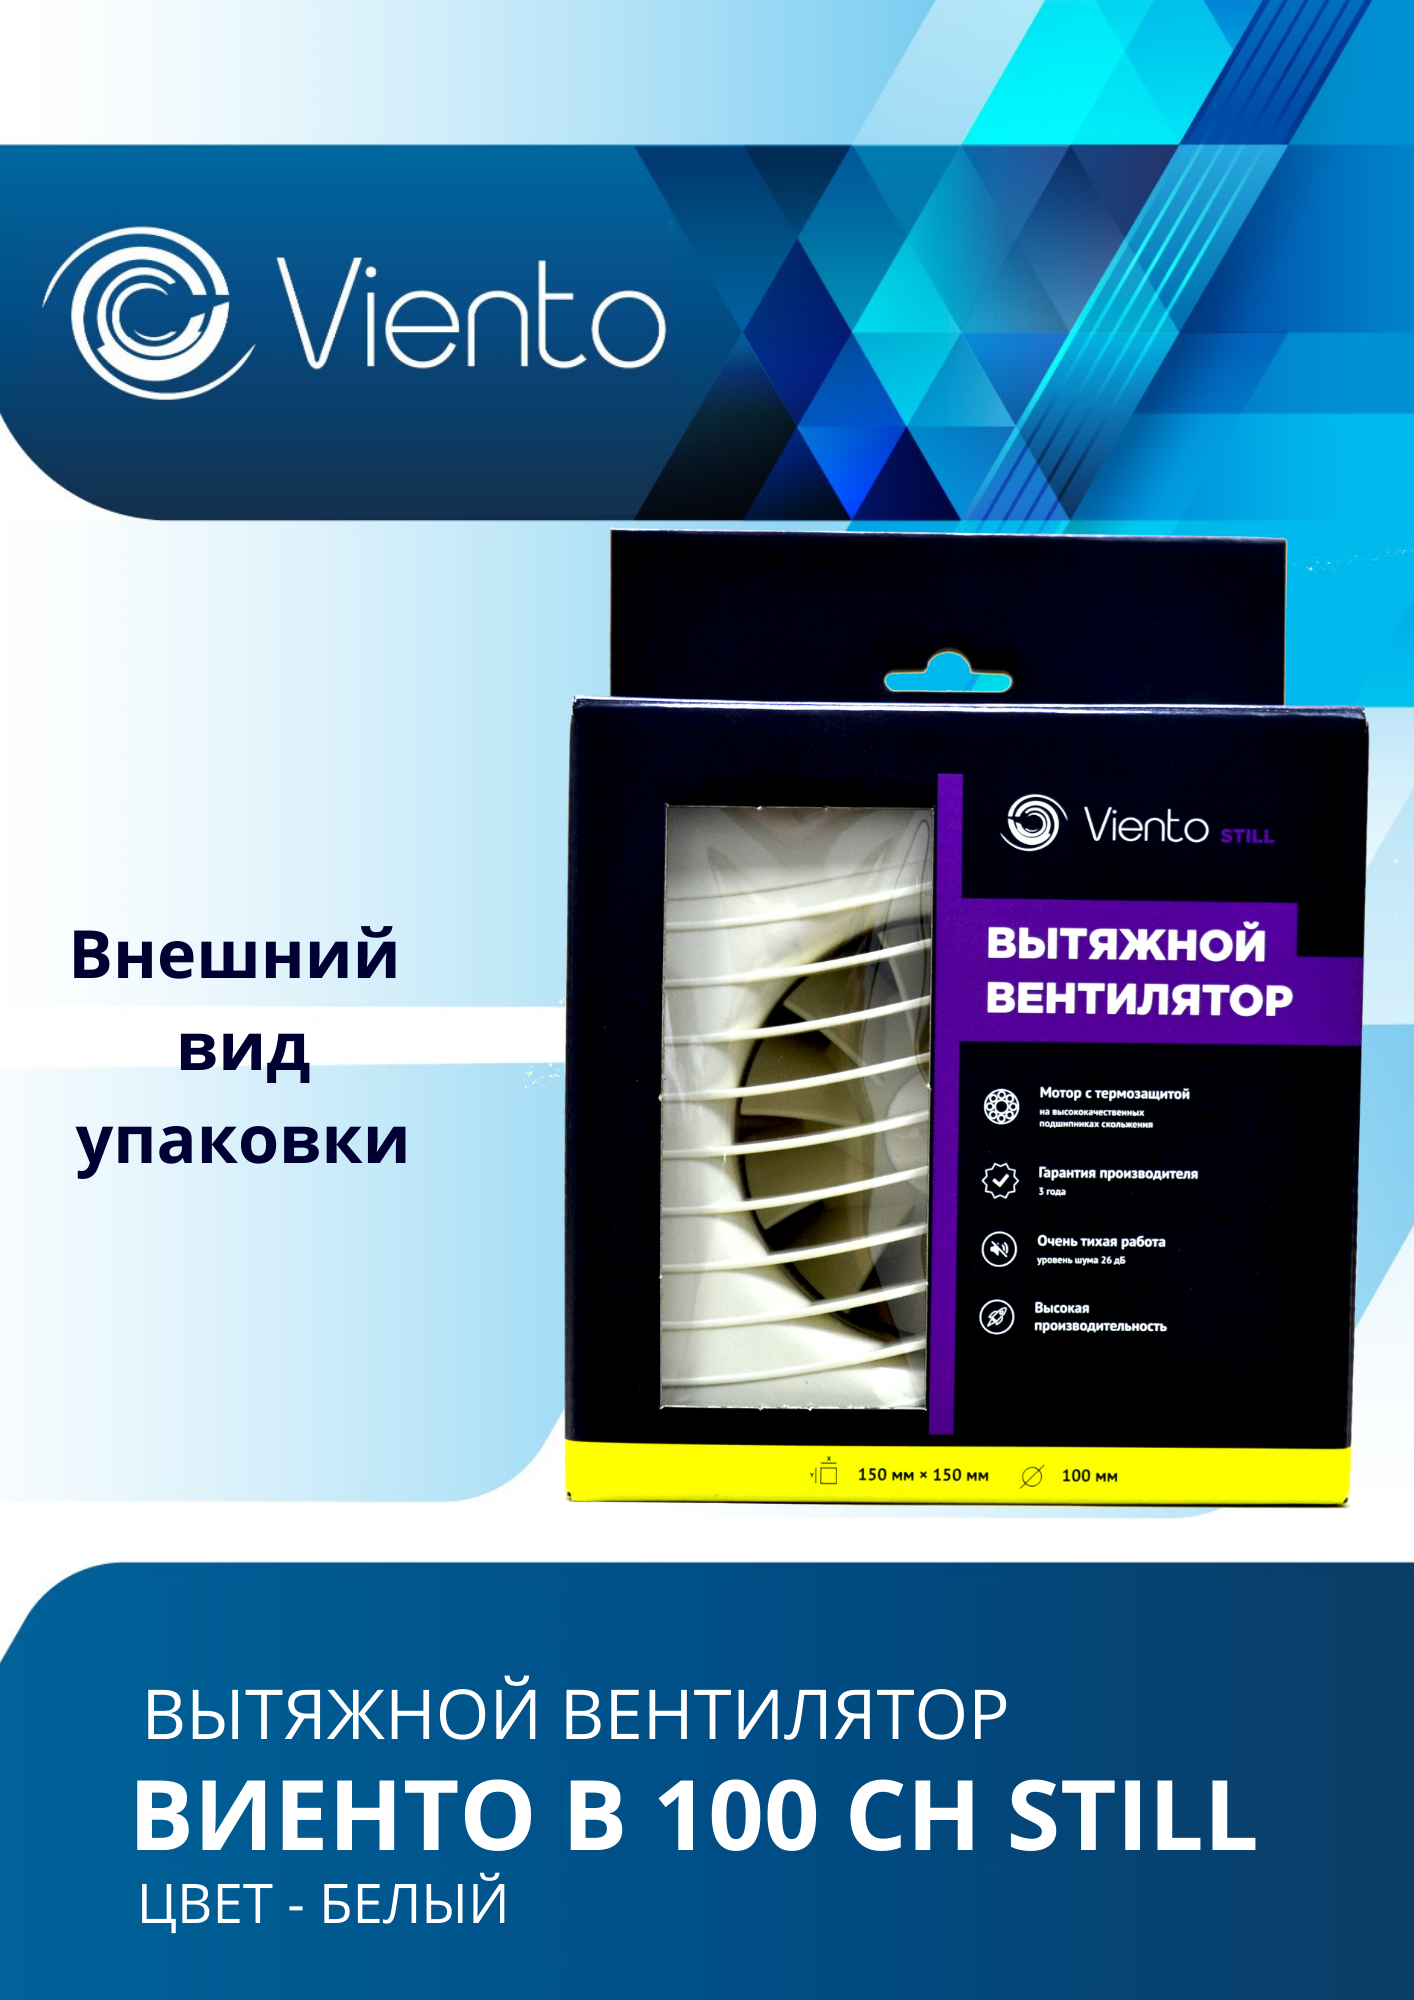 Viento
Внешний
вид
упаковки
Viento STILL
ВЫТЯЖНОЙ
ВЕНТИЛЯТОР
Мотор с термозащитой
на высококачественных
подшипниках скольжения
Гарантия производителя
3 года
Очень тихая работа
уровень шума 26 дБ
Высокая
производительность
X
Y
150 мм × 150 мм
100 мм
ВЫТЯЖНОЙ ВЕНТИЛЯТОР
ВИЕНТО В 100 СН STILL
ЦВЕТ - БЕЛЫЙ